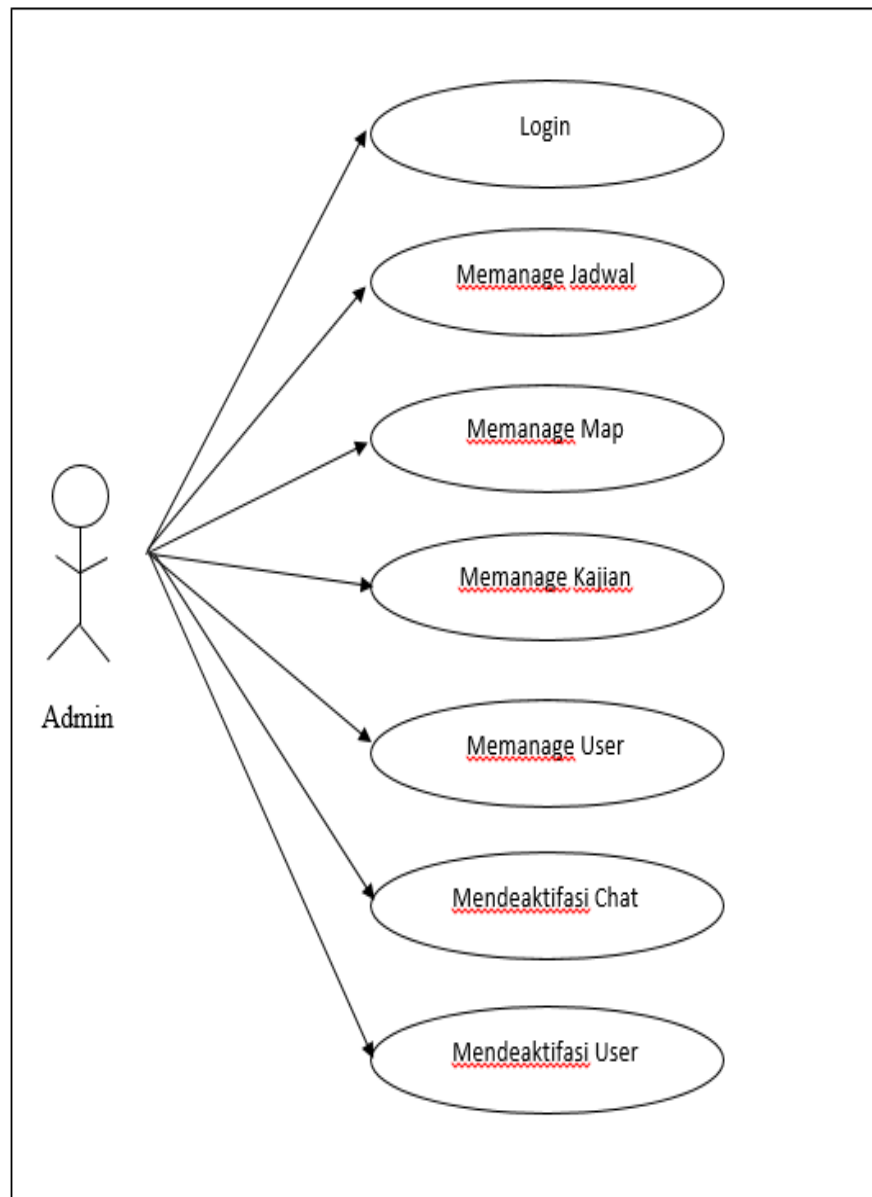 Login
Memanage Jadwal
Memanage Map
Memanage Kajian
Admin
Memanage User
Mendeaktifasi Chat
Mendeaktifasi User